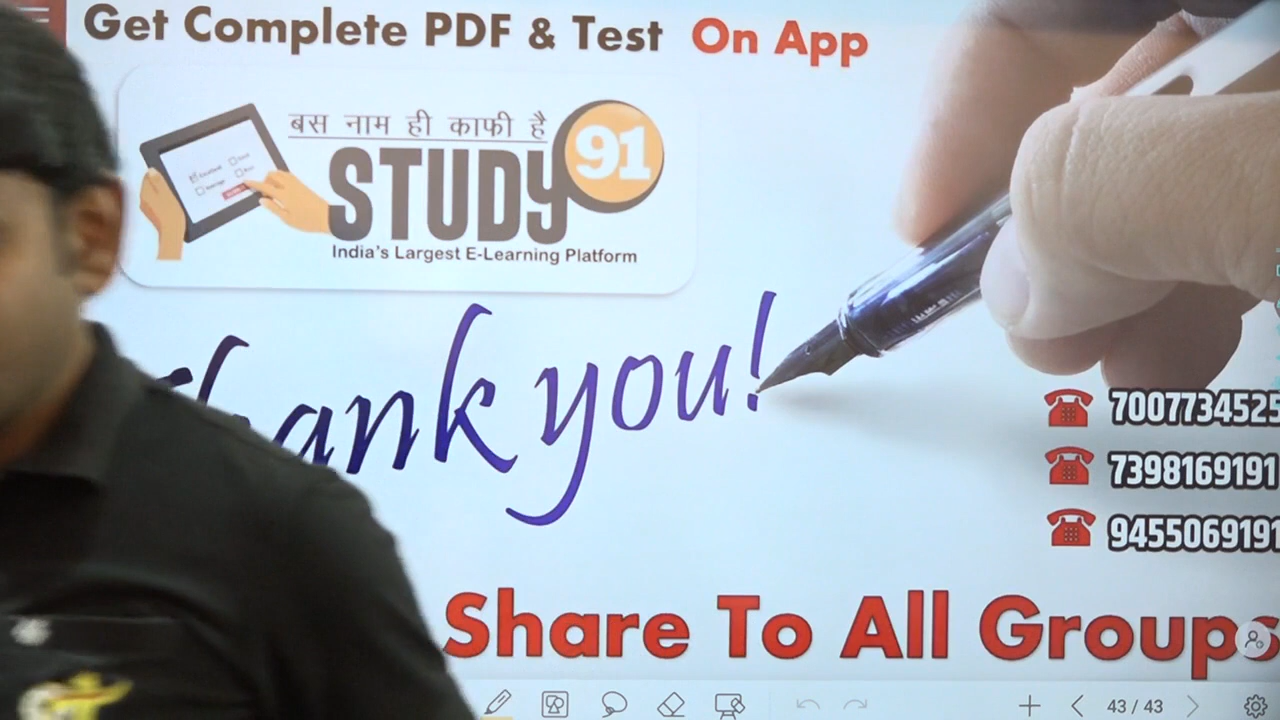 Get Complete PDF & Test On App
बस नाम ही काफी है
STUDY 91
India's Largest E-Learning Platform
Thank you!
7007734525
7398169191
9455069191
Share To All Groups
43 / 43